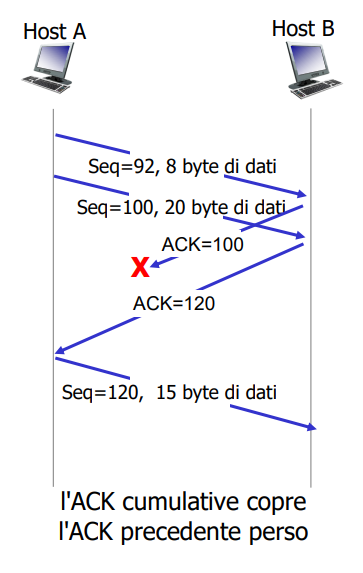 Host A
Host B
Seq=92, 8 byte di dati
Seq=100, 20 byte di dati
ACK=100
X
ACK=120
Seq=120, 15 byte di dati
l'ACK cumulative copre
l'ACK precedente perso